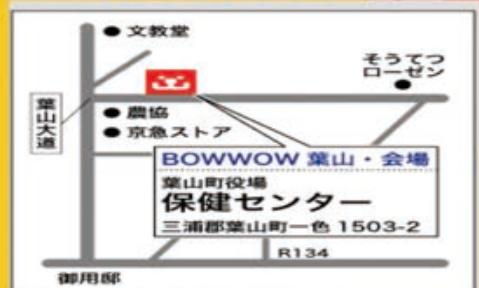 文教堂
そうてつ
ローゼン
葉山大道
農協
京急ストア
BOWWOW 葉山・会場
葉山町役場
保健センター
三浦郡葉山町一色 1503-2
R134
御用邸